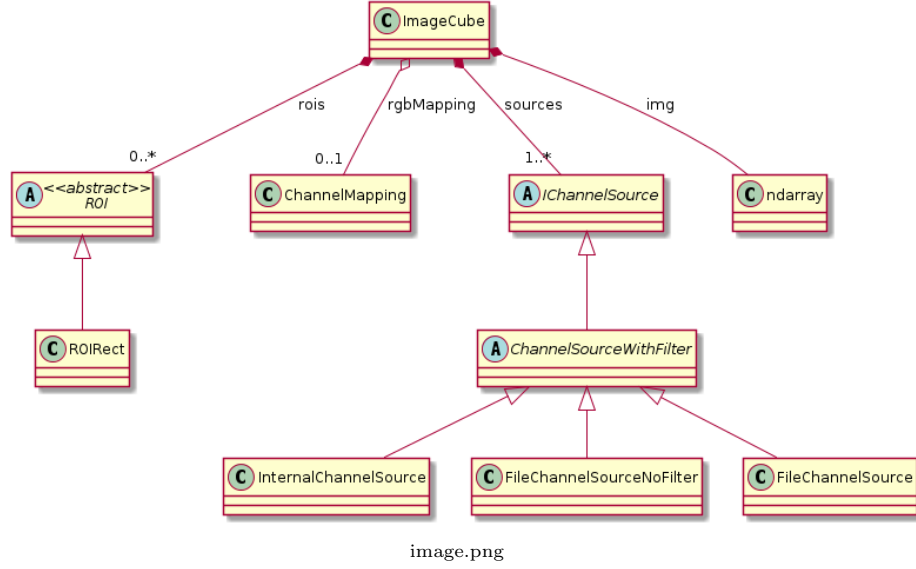 C ImageCube
rois
rgbMapping
sources
img
0..*
0..1
1..*
A <<abstract>>
ROI
C ChannelMapping
A IChannelSource
C ndarray
C ROIRect
A ChannelSourceWithFilter
C InternalChannelSource
C FileChannelSourceNoFilter
C FileChannelSource
image.png